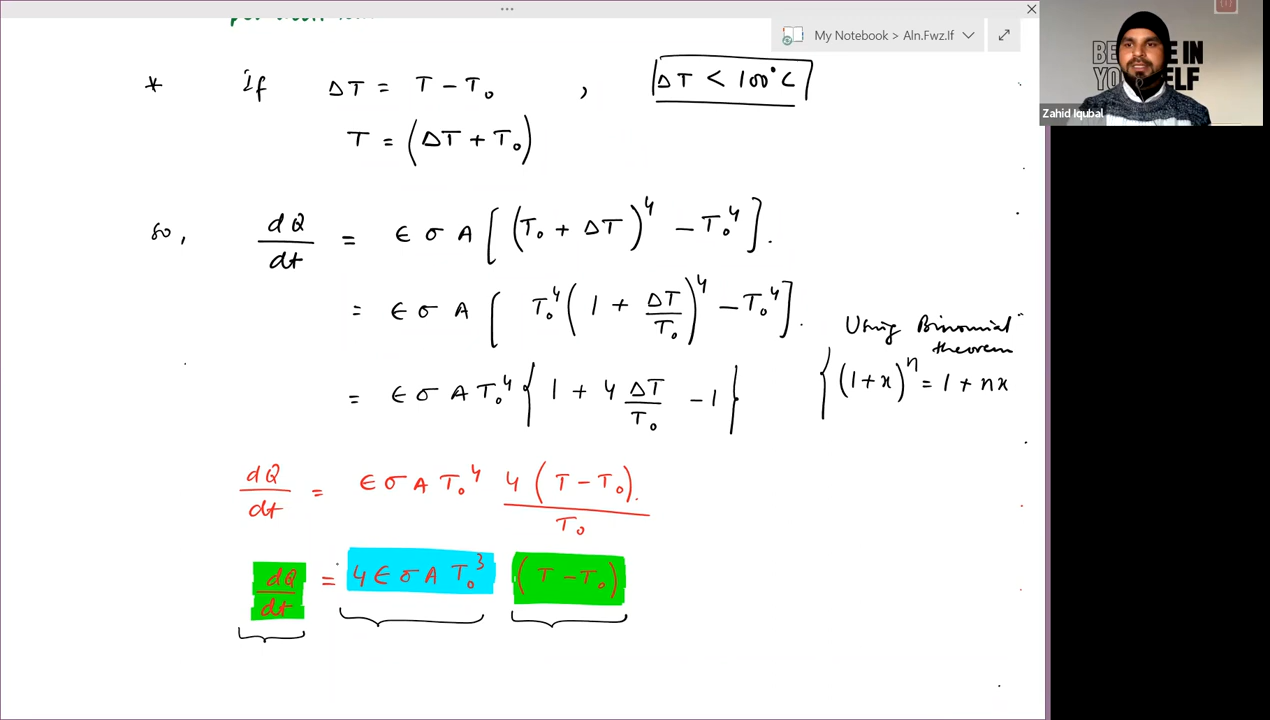 My Notebook > Aln.Fwz.If
* If ΔT = T - T₀ , ΔT < 100°C
T = (ΔT + T₀)
so, dQ/dt = ϵ σ A [(T₀ + ΔT)⁴ - T₀⁴].
= ϵ σ A [T₀⁴ (1 + ΔT/T₀)⁴ - T₀⁴].
Using Binomial theorem
{(1+x)ⁿ = 1 + nx
= ϵ σ A T₀⁴ {1 + 4 ΔT/T₀ - 1}
dQ/dt = ϵ σ A T₀⁴ 4 (T - T₀)./T₀
dQ/dt = 4 ϵ σ A T₀³ (T - T₀)
Zahid Iqubal